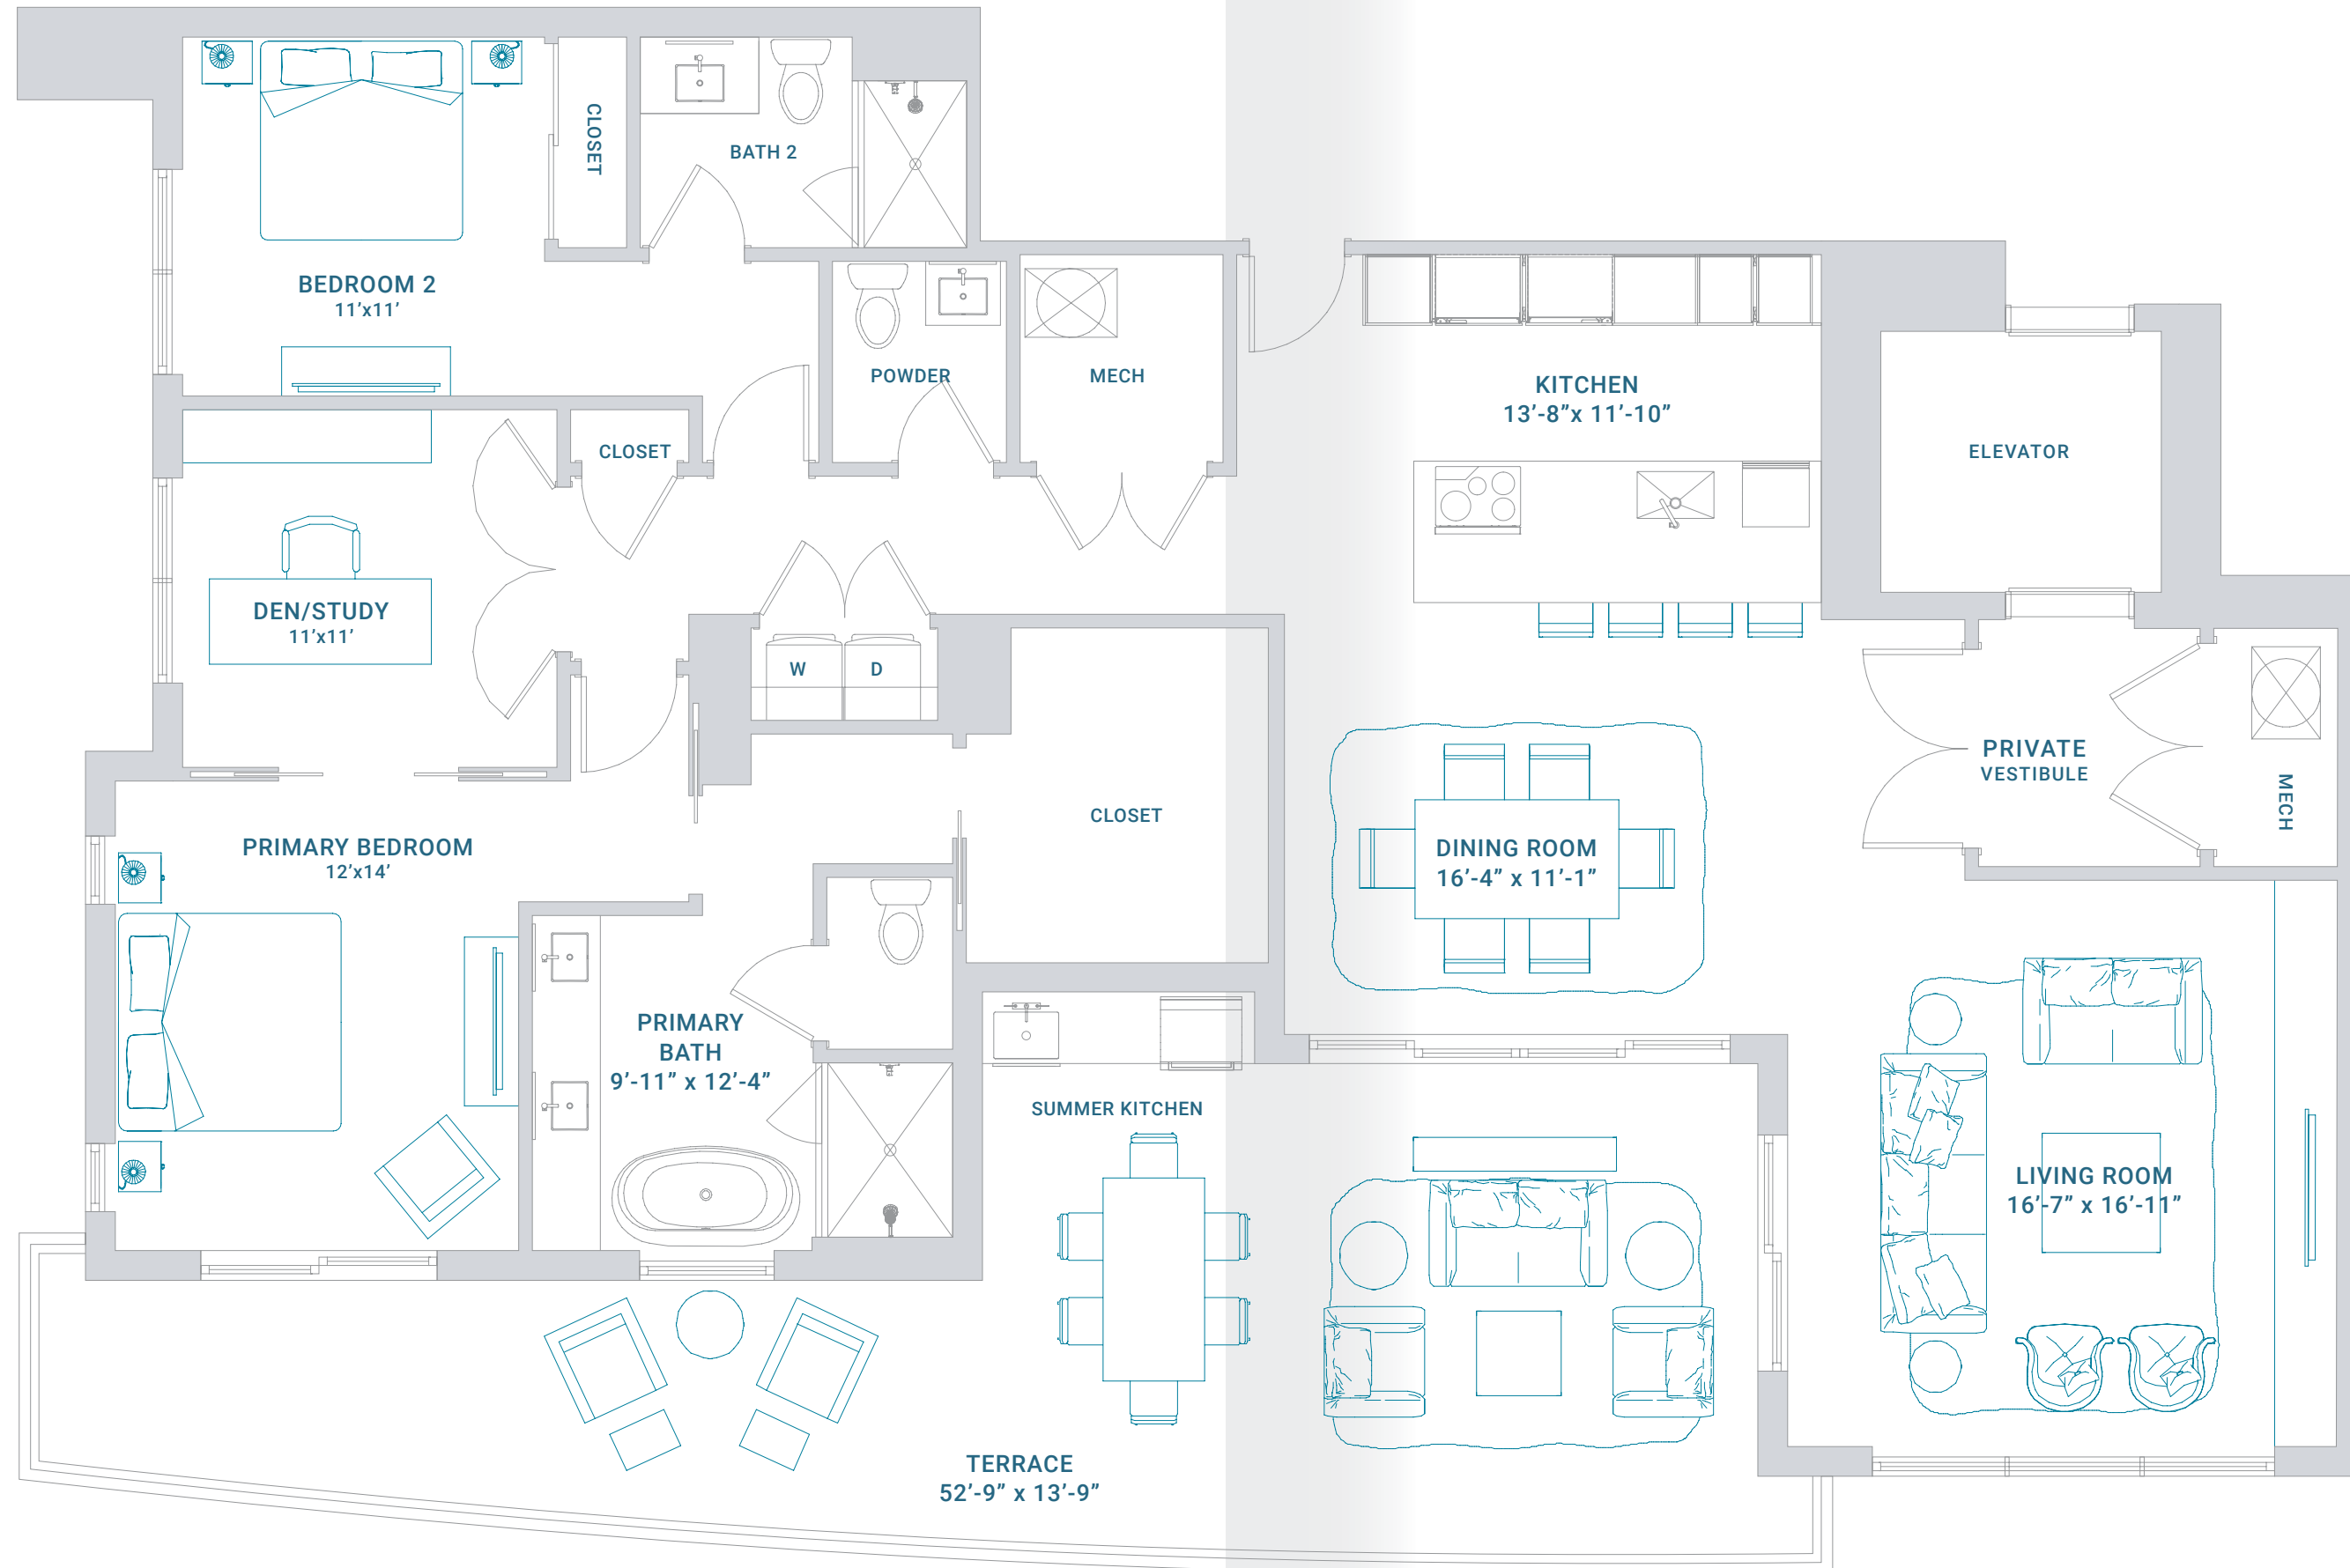 CLOSET
BATH 2
BEDROOM 2
11’x11’
POWDER
MECH
KITCHEN
13’-8”x 11’-10”
CLOSET
ELEVATOR
DEN/STUDY
11’x11’
W
D
PRIVATE
VESTIBULE
MECH
CLOSET
PRIMARY BEDROOM
12’x14’
DINING ROOM
16’-4” x 11’-1”
PRIMARY
BATH
9’-11” x 12’-4”
SUMMER KITCHEN
LIVING ROOM
16’-7” x 16’-11”
TERRACE
52’-9” x 13’-9”